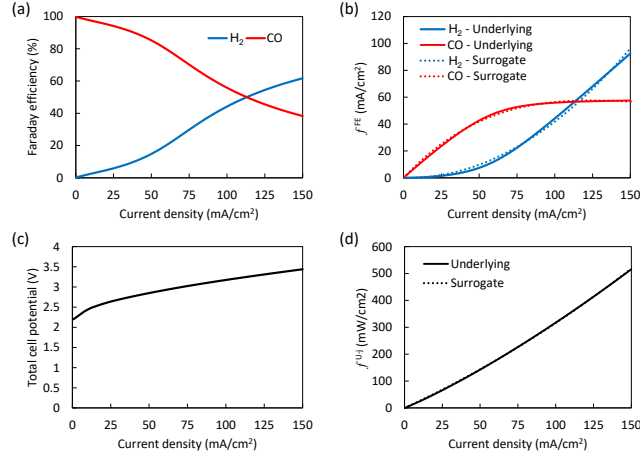 (a)
Faraday efficiency (%)
100
80
60
40
20
0
H₂ CO
0 25 50 75 100 125 150
Current density (mA/cm²)
(b)
f^FE (mA/cm²)
120
100
80
60
40
20
0
H₂ - Underlying
CO - Underlying
H₂ - Surrogate
CO - Surrogate
0 25 50 75 100 125 150
Current density (mA/cm²)
(c)
Total cell potential (V)
4
3.5
3
2.5
2
1.5
1
0.5
0
0 25 50 75 100 125 150
Current density (mA/cm²)
(d)
f^U-j (mW/cm2)
600
500
400
300
200
100
0
Underlying
Surrogate
0 25 50 75 100 125 150
Current density (mA/cm²)